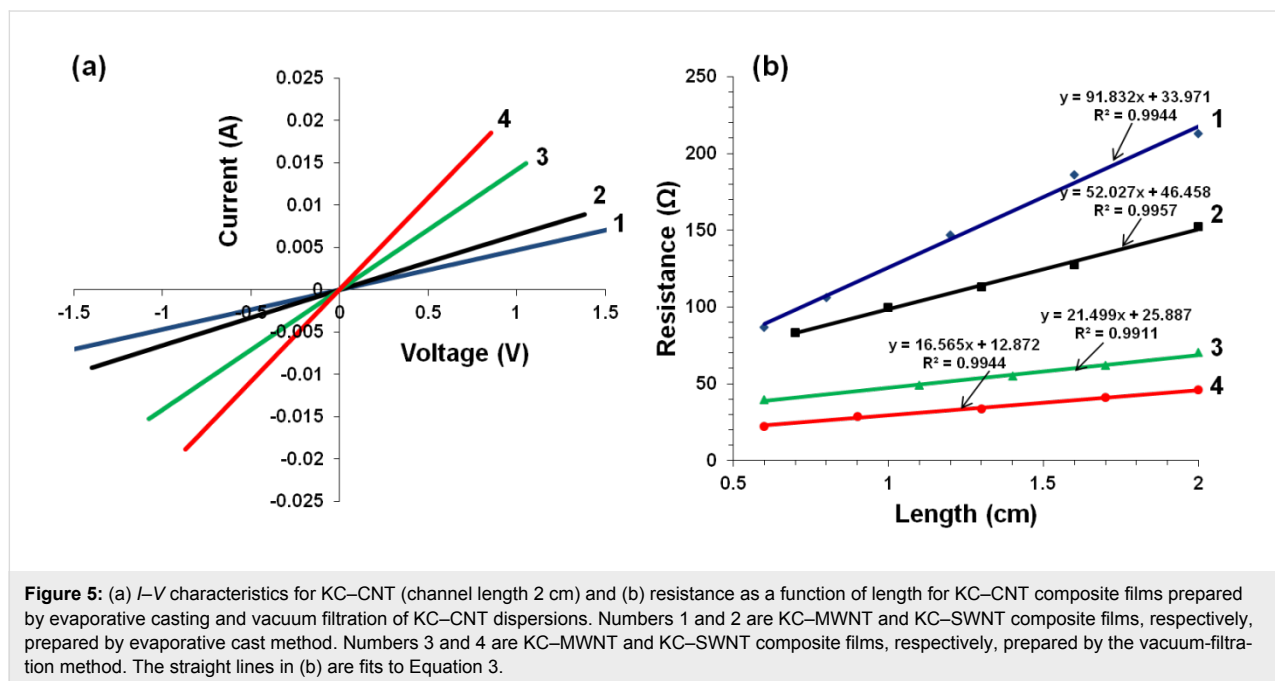 (a)
0.025
0.02
0.015
0.01
0.005
0
-0.005
-0.01
-0.015
-0.02
-0.025
Current (A)
-1.5
-1
-0.5
0
0.5
1
1.5
Voltage (V)
4
3
2
1
(b)
250
200
150
100
50
0
Resistance (Ω)
0.5
1
1.5
2
Length (cm)
y = 91.832x + 33.971
R² = 0.9944
1
y = 52.027x + 46.458
R² = 0.9957
2
y = 21.499x + 25.887
R² = 0.9911
3
y = 16.565x + 12.872
R² = 0.9944
4
Figure 5: (a) I–V characteristics for KC–CNT (channel length 2 cm) and (b) resistance as a function of length for KC–CNT composite films prepared
by evaporative casting and vacuum filtration of KC–CNT dispersions. Numbers 1 and 2 are KC–MWNT and KC–SWNT composite films, respectively,
prepared by evaporative cast method. Numbers 3 and 4 are KC–MWNT and KC–SWNT composite films, respectively, prepared by the vacuum-filtra-
tion method. The straight lines in (b) are fits to Equation 3.